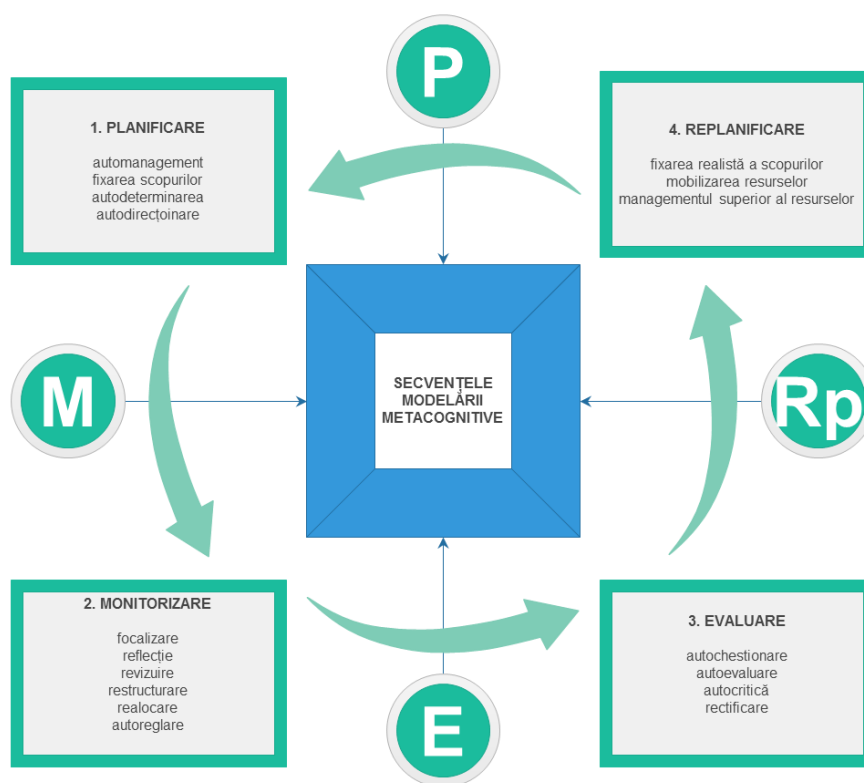 P
1. PLANIFICARE
automanagement
fixarea scopurilor
autodeterminarea
autodirecțoinare
4. REPLANIFICARE
fixarea realistă a scopurilor
mobilizarea resurselor
managementul superior al resurselor
M
SECVENȚELE
MODELĂRII
METACOGNITIVE
Rp
2. MONITORIZARE
focalizare
reflecție
revizuire
restructurare
realocare
autoreglare
E
3. EVALUARE
autochestionare
autoevaluare
autocritică
rectificare